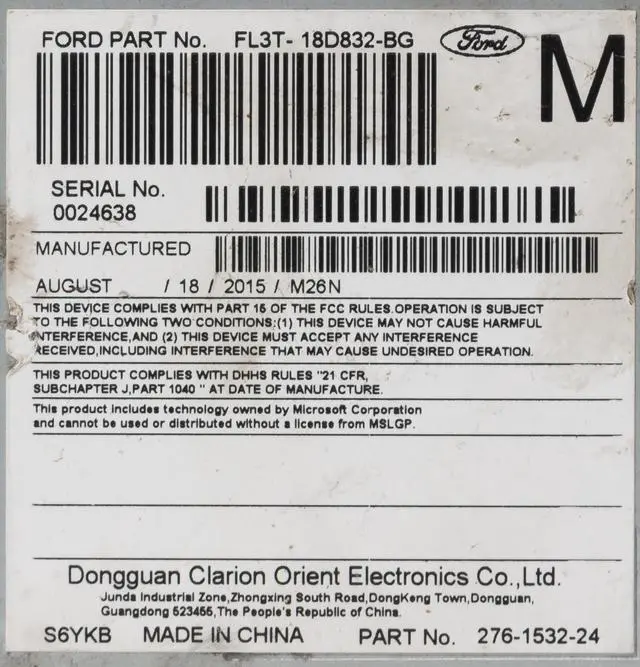 FORD PART No. FL3T- 18D832-BG Ford M
SERIAL No.
0024638
MANUFACTURED
AUGUST / 18 / 2015 / M26N
THIS DEVICE COMPLIES WITH PART 15 OF THE FCC RULES.OPERATION IS SUBJECT
TO THE FOLLOWING TWO CONDITIONS:(1) THIS DEVICE MAY NOT CAUSE HARMFUL
INTERFERENCE,AND (2) THIS DEVICE MUST ACCEPT ANY INTERFERENCE
RECEIVED,INCLUDING INTERFERENCE THAT MAY CAUSE UNDESIRED OPERATION.
THIS PRODUCT COMPLIES WITH DHHS RULES "21 CFR,
SUBCHAPTER J,PART 1040 " AT DATE OF MANUFACTURE.
This product includes technology owned by Microsoft Corporation
and cannot be used or distributed without a license from MSLGP.
Dongguan Clarion Orient Electronics Co.,Ltd.
Junda Industrial Zone,Zhongxing South Road,DongKeng Town,Dongguan,
Guangdong 523455,The People's Republic of China.
S6YKB MADE IN CHINA PART No. 276-1532-24